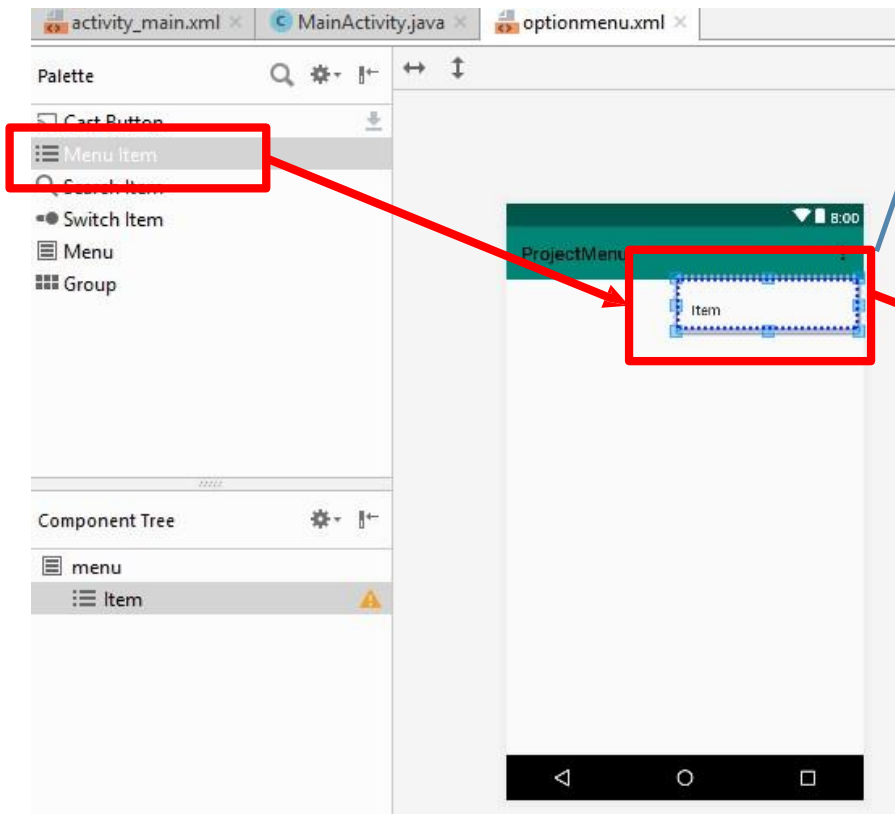 activity_main.xml MainActivity.java optionmenu.xml
Palette
Cast Button
Menu Item
Search Item
Switch Item
Menu
Group
8:00
ProjectMenu
Item
Component Tree
menu
Item